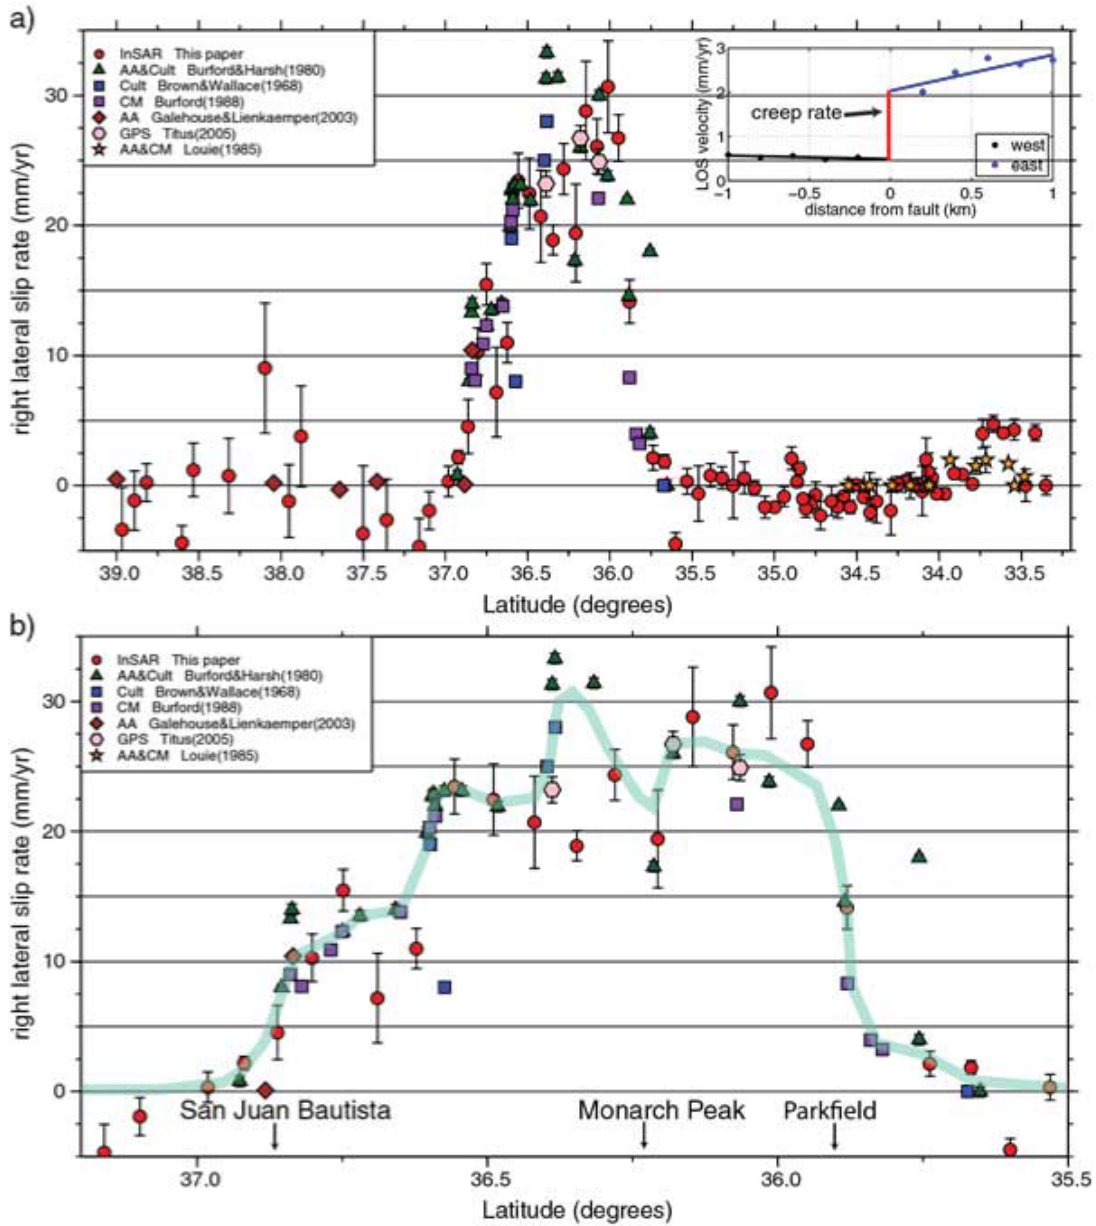 a)
InSAR This paper
AA&Cult Burford&Harsh(1980)
Cult Brown&Wallace(1968)
CM Burford(1988)
AA Galehouse&Lienkaemper(2003)
GPS Titus(2005)
AA&CM Louie(1985)
right lateral slip rate (mm/yr)
30
20
10
0
39.0 38.5 38.0 37.5 37.0 36.5 36.0 35.5 35.0 34.5 34.0 33.5
Latitude (degrees)
LOS velocity (mm/yr)
3
2
1
0
creep rate
west
east
-1 -0.5 0 0.5 1
distance from fault (km)
b)
InSAR This paper
AA&Cult Burford&Harsh(1980)
Cult Brown&Wallace(1968)
CM Burford(1988)
AA Galehouse&Lienkaemper(2003)
GPS Titus(2005)
AA&CM Louie(1985)
right lateral slip rate (mm/yr)
30
20
10
0
San Juan Bautista Monarch Peak Parkfield
37.0 36.5 36.0 35.5
Latitude (degrees)